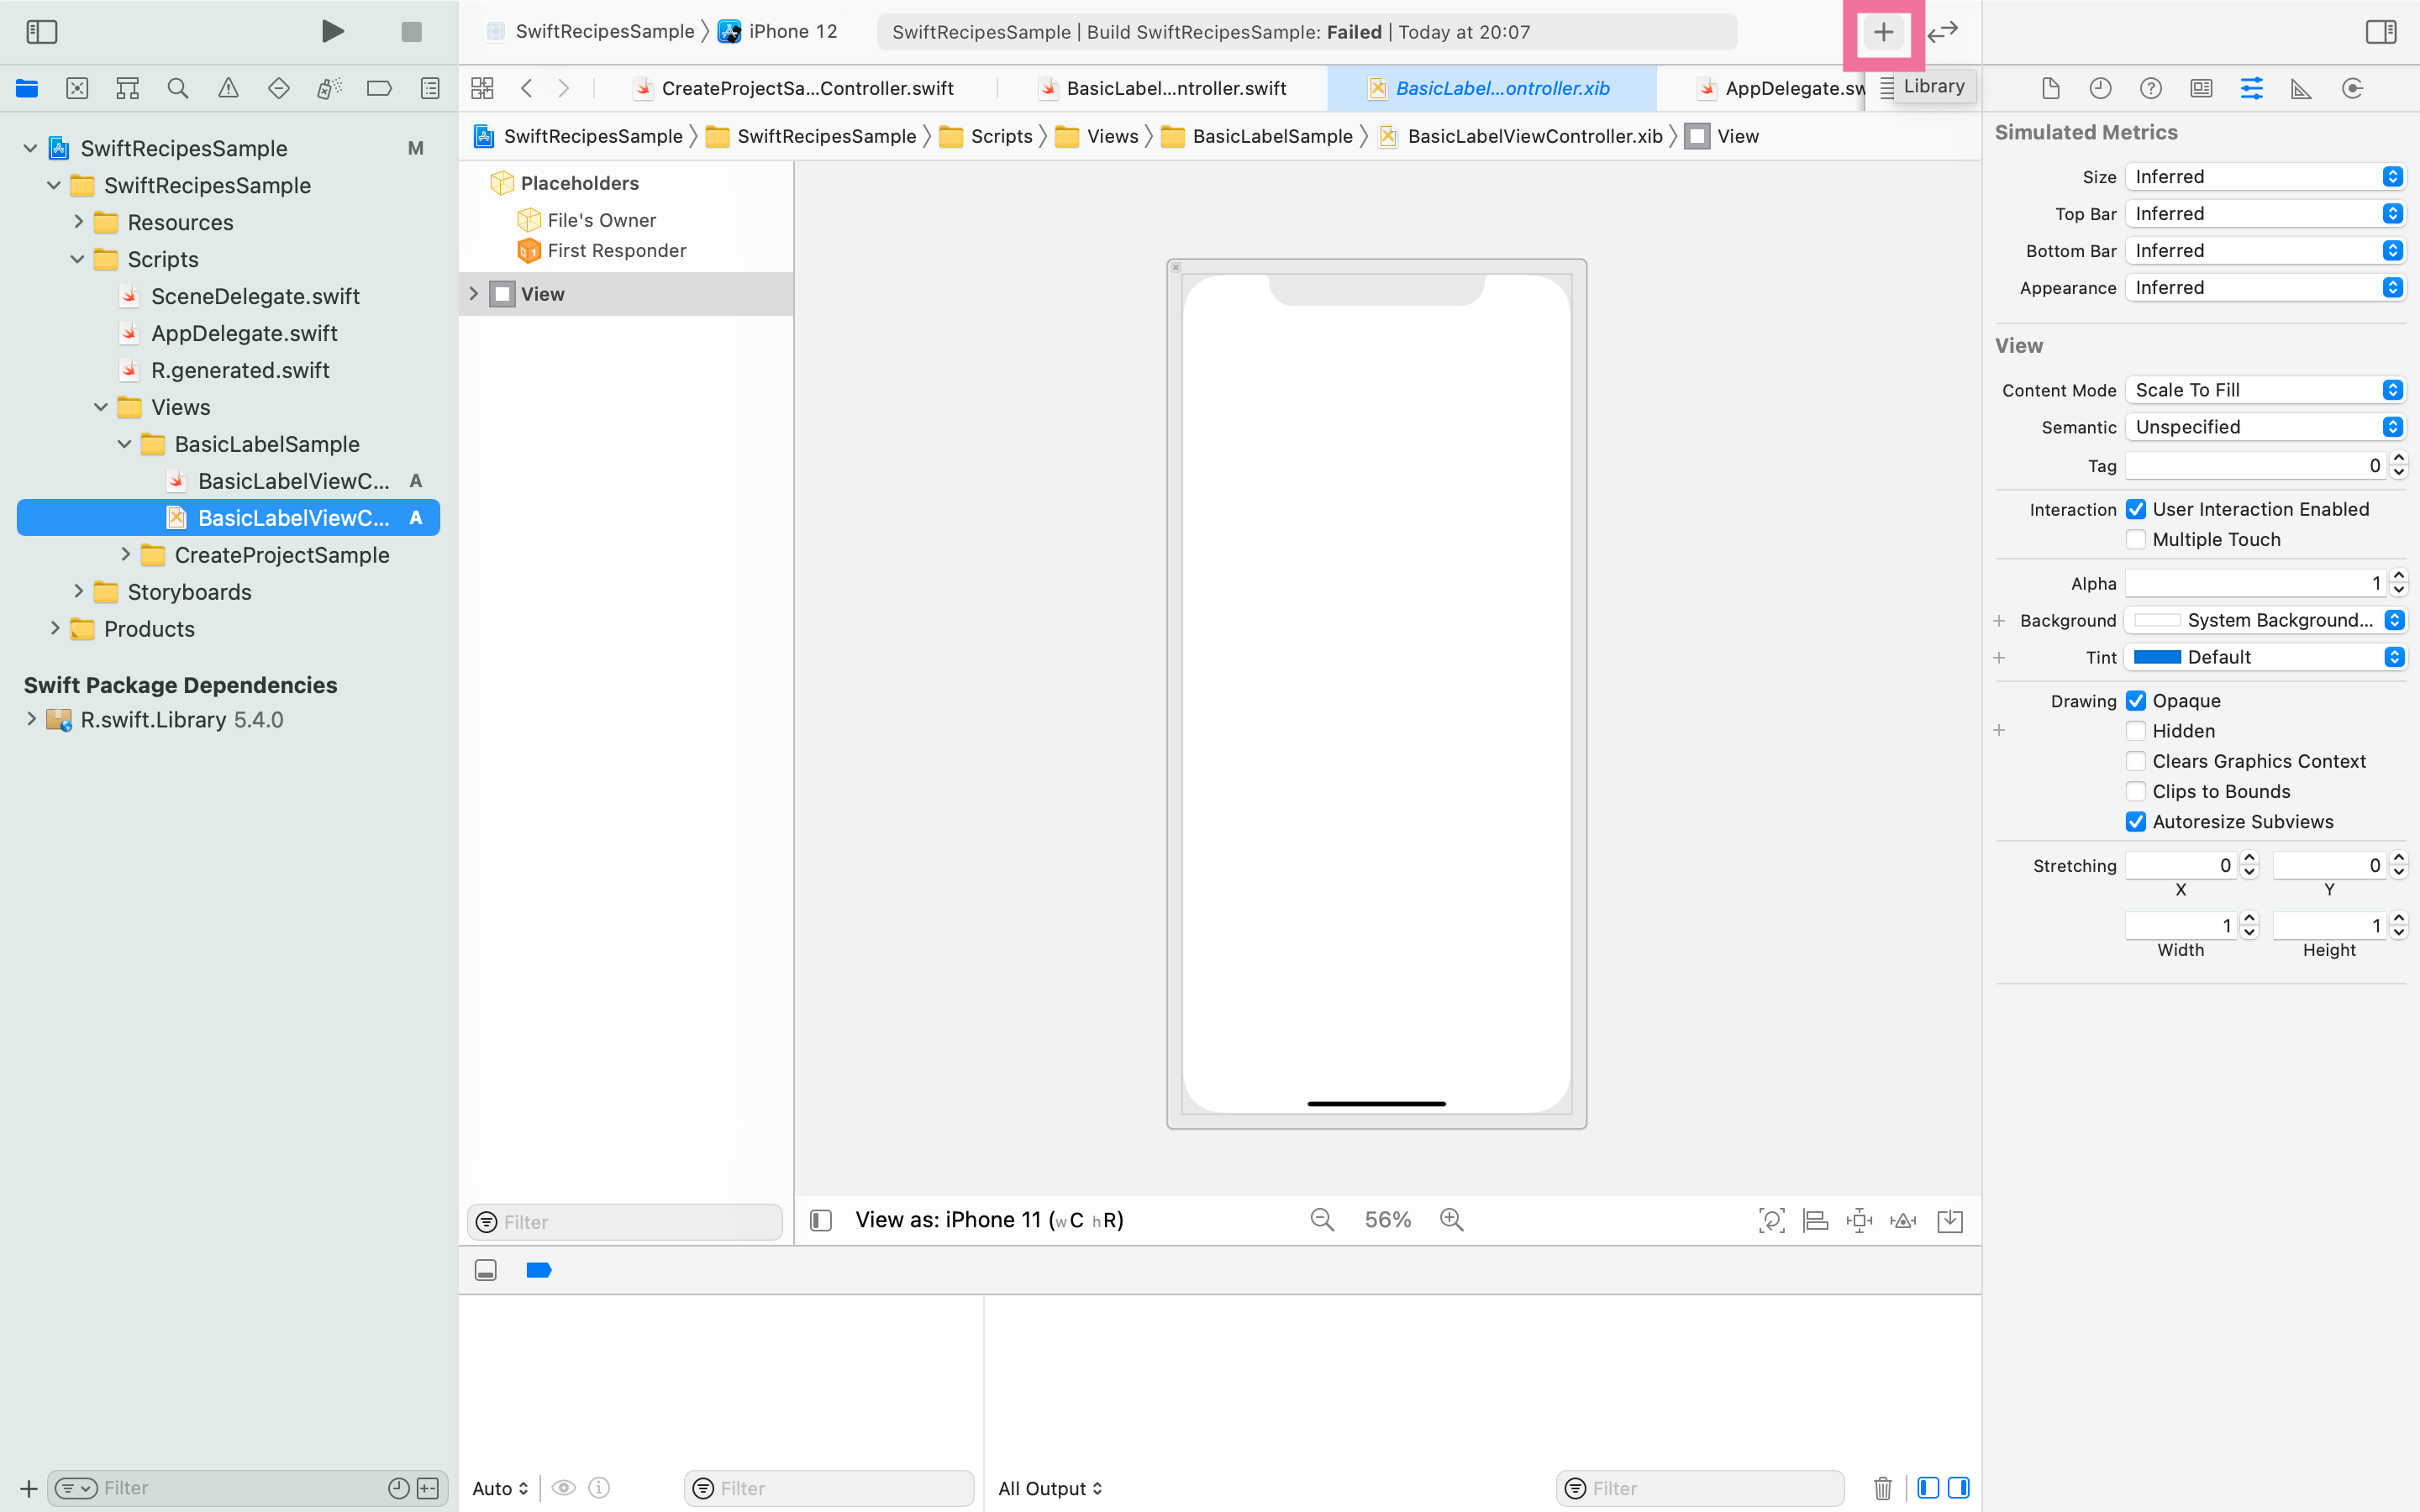 SwiftRecipesSample
iPhone 12
SwiftRecipesSample | Build SwiftRecipesSample: Failed | Today at 20:07
CreateProjectSa...Controller.swift
BasicLabel...ntroller.swift
BasicLabel...ontroller.xib
AppDelegate.sw
Library
SwiftRecipesSample
SwiftRecipesSample
Scripts
Views
BasicLabelSample
BasicLabelViewController.xib
View
SwiftRecipesSample M
SwiftRecipesSample
Resources
Scripts
SceneDelegate.swift
AppDelegate.swift
R.generated.swift
Views
BasicLabelSample
BasicLabelViewC... A
BasicLabelViewC... A
CreateProjectSample
Storyboards
Products
Swift Package Dependencies
R.swift.Library 5.4.0
Filter
Placeholders
File's Owner
First Responder
View
Filter
View as: iPhone 11 (wC hR)
56%
Auto
Filter
All Output
Filter
Simulated Metrics
Size Inferred
Top Bar Inferred
Bottom Bar Inferred
Appearance Inferred
View
Content Mode Scale To Fill
Semantic Unspecified
Tag 0
Interaction User Interaction Enabled
Multiple Touch
Alpha 1
Background System Background...
Tint Default
Drawing Opaque
Hidden
Clears Graphics Context
Clips to Bounds
Autoresize Subviews
Stretching 0 0
X Y
1 1
Width Height